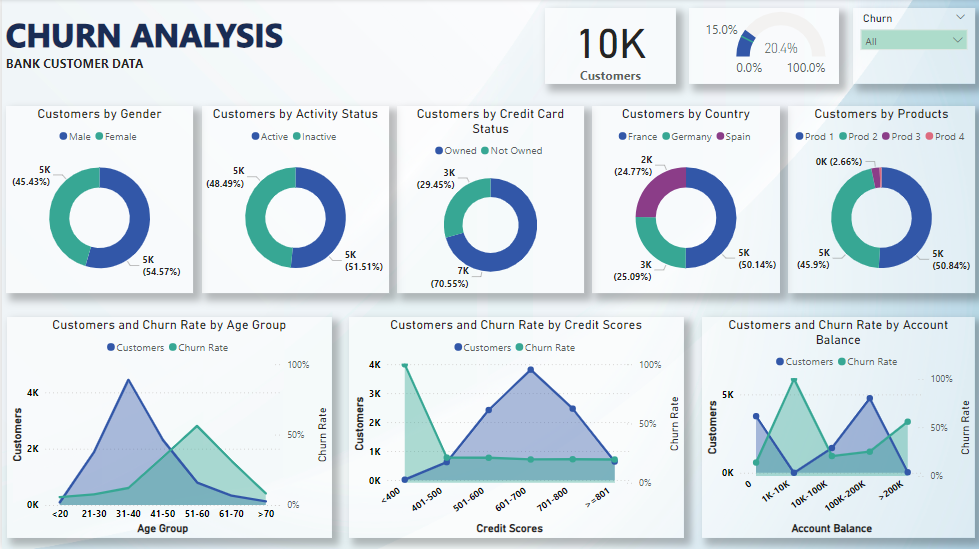 CHURN ANALYSIS
BANK CUSTOMER DATA
10K
Customers
15.0%
20.4%
0.0% 100.0%
Churn
All
Customers by Gender
Male Female
5K
(45.43%)
5K
(54.57%)
Customers by Activity Status
Active Inactive
5K
(48.49%)
5K
(51.51%)
Customers by Credit Card
Status
Owned Not Owned
3K
(29.45%)
7K
(70.55%)
Customers by Country
France Germany Spain
2K
(24.77%)
3K
(25.09%)
5K
(50.14%)
Customers by Products
Prod 1 Prod 2 Prod 3 Prod 4
0K (2.66%)
5K
(45.9%)
5K
(50.84%)
Customers and Churn Rate by Age Group
Customers Churn Rate
100%
4K
50%
2K
0K
0%
Customers
Churn Rate
<20 21-30 31-40 41-50 51-60 61-70 >70
Age Group
Customers and Churn Rate by Credit Scores
Customers Churn Rate
4K
100%
3K
50%
2K
1K
0K
0%
Customers
Churn Rate
<400 401-500 501-600 601-700 701-800 >=801
Credit Scores
Customers and Churn Rate by Account
Balance
Customers Churn Rate
100%
5K
50%
0K
0%
Customers
Churn Rate
0 1K-10K 10K-100K 100K-200K >200K
Account Balance